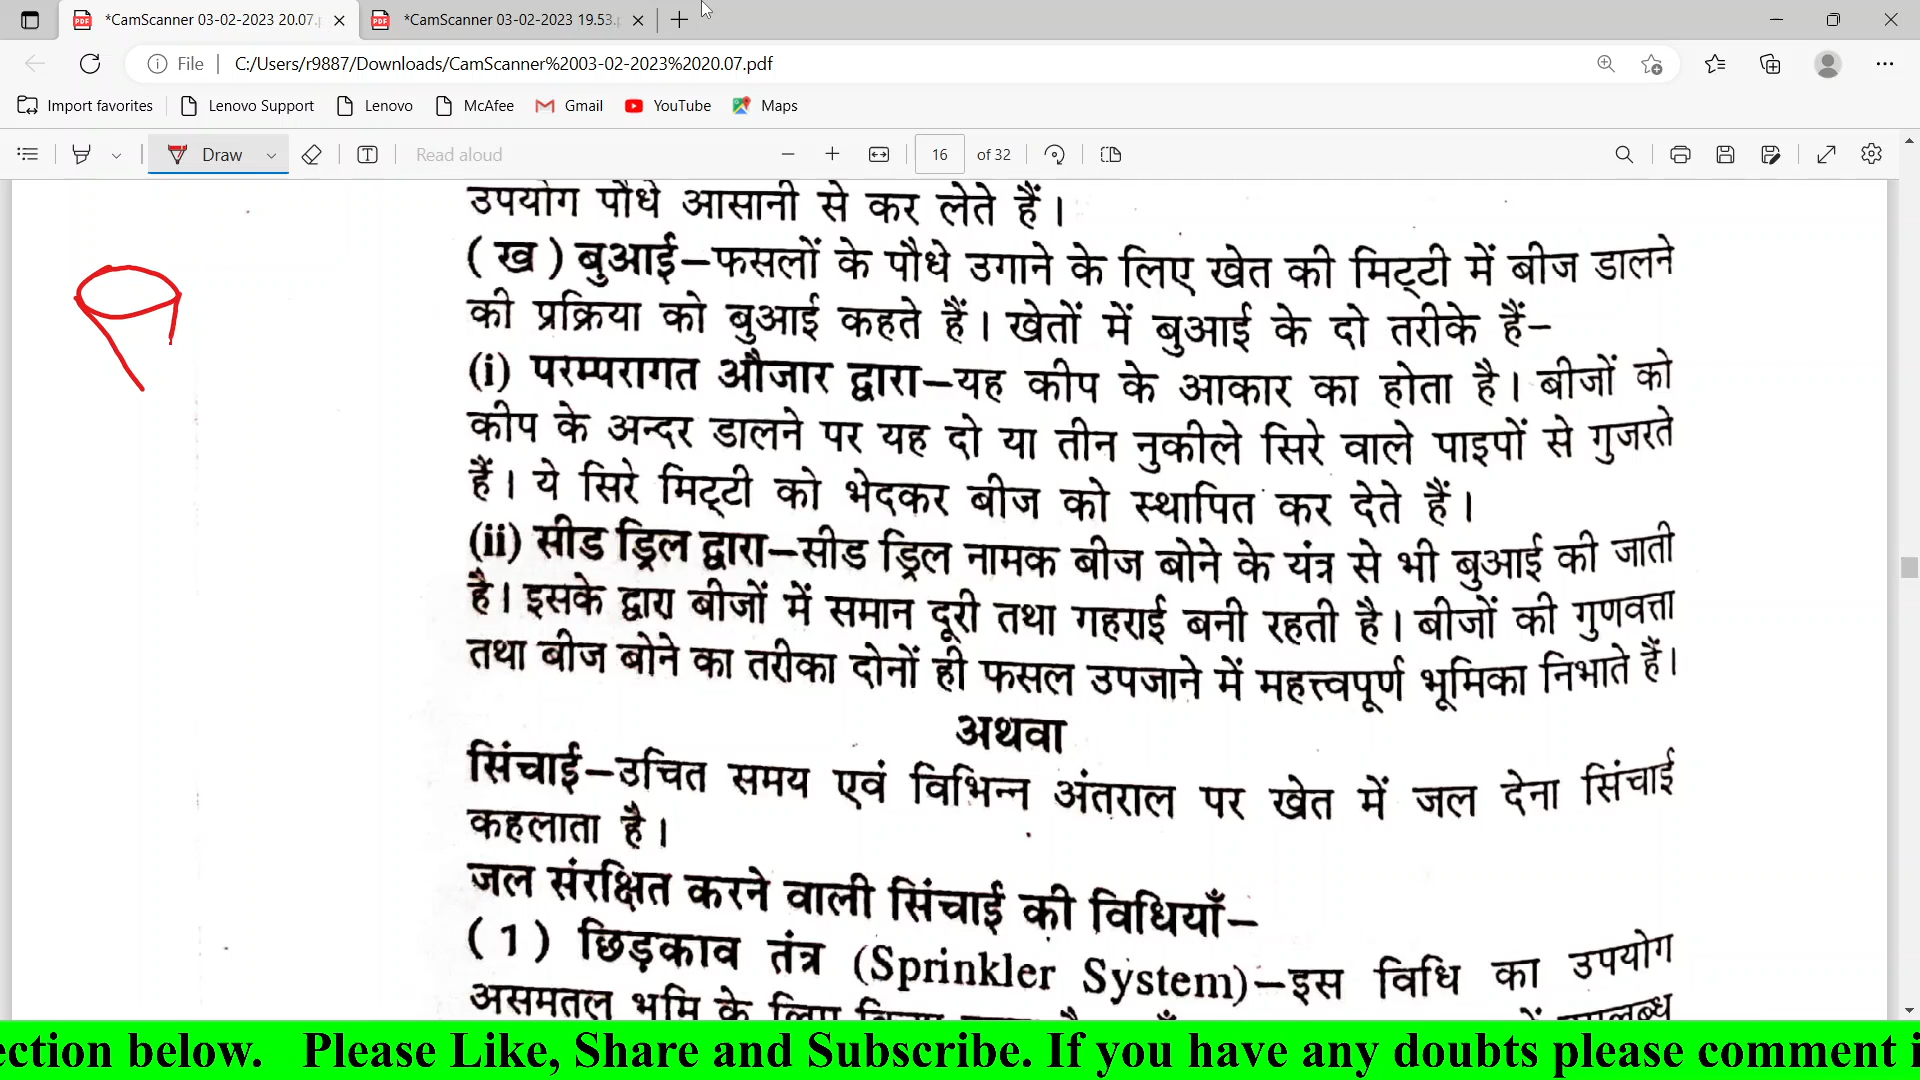 *CamScanner 03-02-2023 20.07.
*CamScanner 03-02-2023 19.53.
File
C:/Users/r9887/Downloads/CamScanner%2003-02-2023%2020.07.pdf
Import favorites
Lenovo Support
Lenovo
McAfee
Gmail
YouTube
Maps
Draw
Read aloud
16 of 32
उपयोग पौधे आसानी से कर लेते हैं।
(ख) बुआई–फसलों के पौधे उगाने के लिए खेत की मिट्टी में बीज डालने
की प्रक्रिया को बुआई कहते हैं। खेतों में बुआई के दो तरीके हैं–
(i) परम्परागत औजार द्वारा–यह कीप के आकार का होता है। बीजों को
कीप के अन्दर डालने पर यह दो या तीन नुकीले सिरे वाले पाइपों से गुजरते
हैं। ये सिरे मिट्टी को भेदकर बीज को स्थापित कर देते हैं।
(ii) सीड ड्रिल द्वारा–सीड ड्रिल नामक बीज बोने के यंत्र से भी बुआई की जाती
है। इसके द्वारा बीजों में समान दूरी तथा गहराई बनी रहती है। बीजों की गुणवत्ता
तथा बीज बोने का तरीका दोनों ही फसल उपजाने में महत्त्वपूर्ण भूमिका निभाते हैं।
अथवा
सिंचाई–उचित समय एवं विभिन्न अंतराल पर खेत में जल देना सिंचाई
कहलाता है।
जल संरक्षित करने वाली सिंचाई की विधियाँ–
(1) छिड़काव तंत्र (Sprinkler System)–इस विधि का उपयोग
असमतल भूमि के लिए
ection below. Please Like, Share and Subscribe. If you have any doubts please comment i